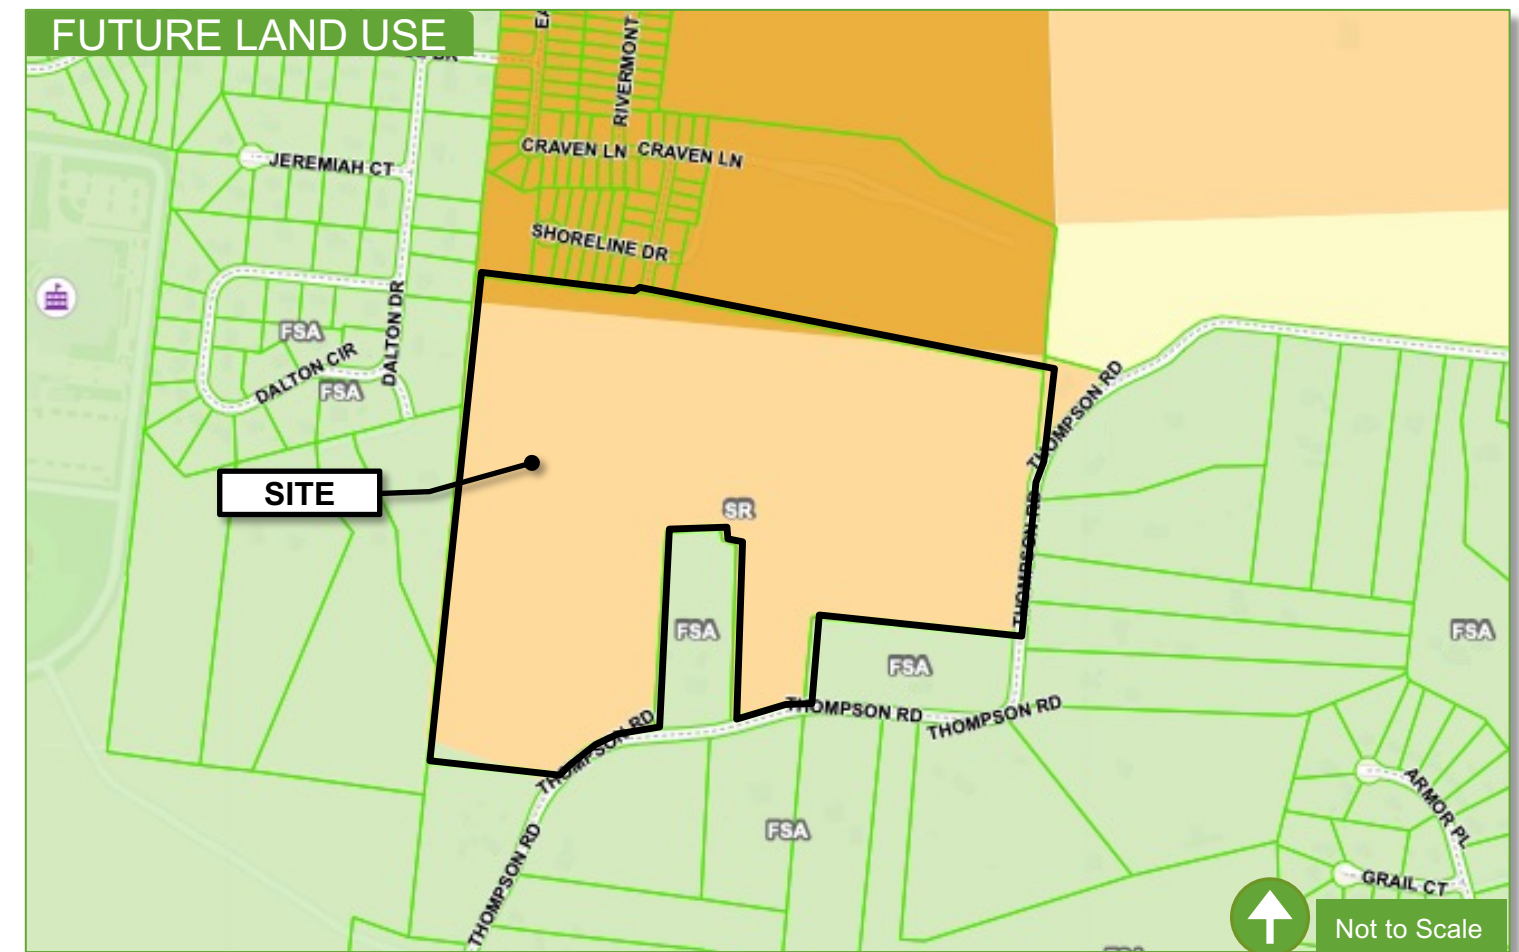 FUTURE LAND USE
RIVERMONT
CRAVEN LN
CRAVEN LN
JEREMIAH CT
SHORELINE DR
DALTON DR
FSA
DALTON CIR
FSA
THOMPSON RD
SITE
SR
THOMPSON RD
FSA
FSA
FSA
THOMPSON RD
THOMPSON RD
THOMPSON RD
THOMPSON RD
FSA
ARMOR PL
GRAIL CT
Not to Scale